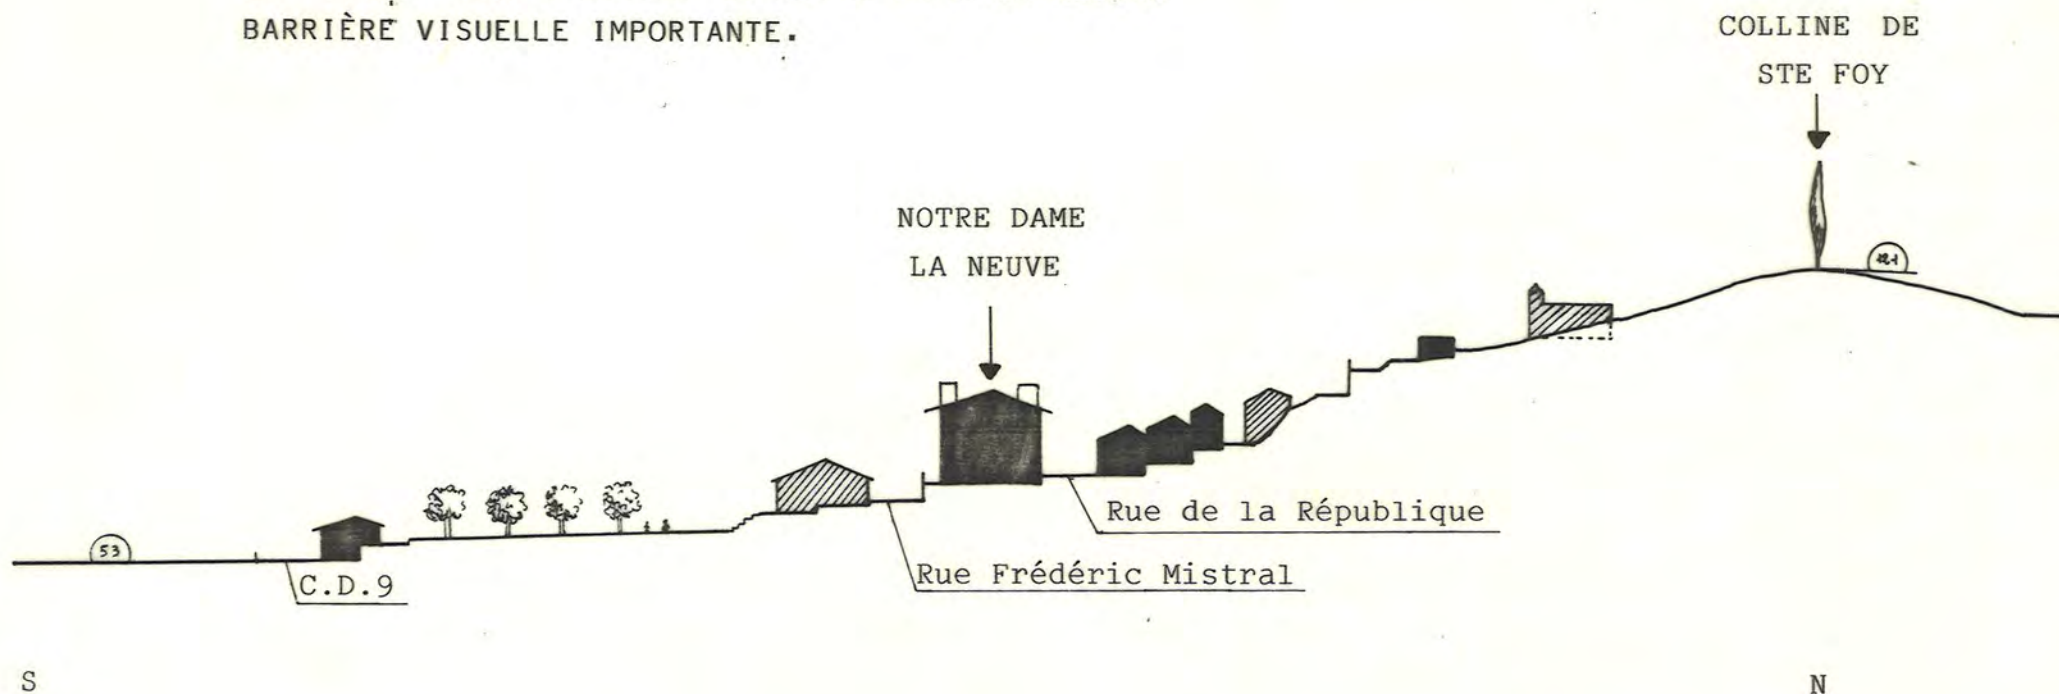 BARRIÈRE VISUELLE IMPORTANTE.
COLLINE DE
STE FOY
NOTRE DAME
LA NEUVE
121
Rue de la République
53
Rue Frédéric Mistral
C.D.9
S
N